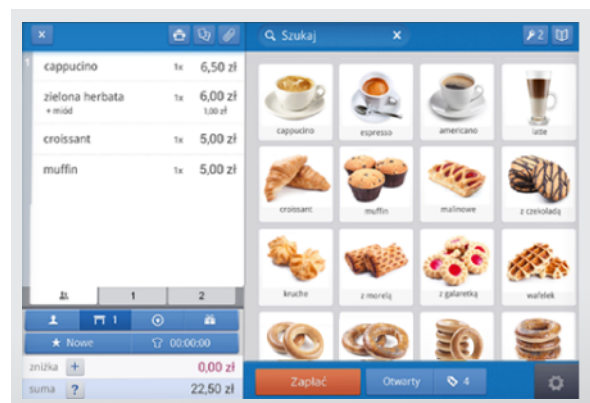 Szukaj
2
1
cappucino 1x 6,50 zł
zielona herbata 1x 6,00 zł
+ miód 1,00 zł
croissant 1x 5,00 zł
muffin 1x 5,00 zł
1 2
1
Nowe 00:00:00
zniżka + 0,00 zł
suma ? 22,50 zł
cappucino espresso americano latte
croissant muffin malinowe z czekoladą
kruche z morelą z galaretką wafelek
Zapłać Otwarty 4